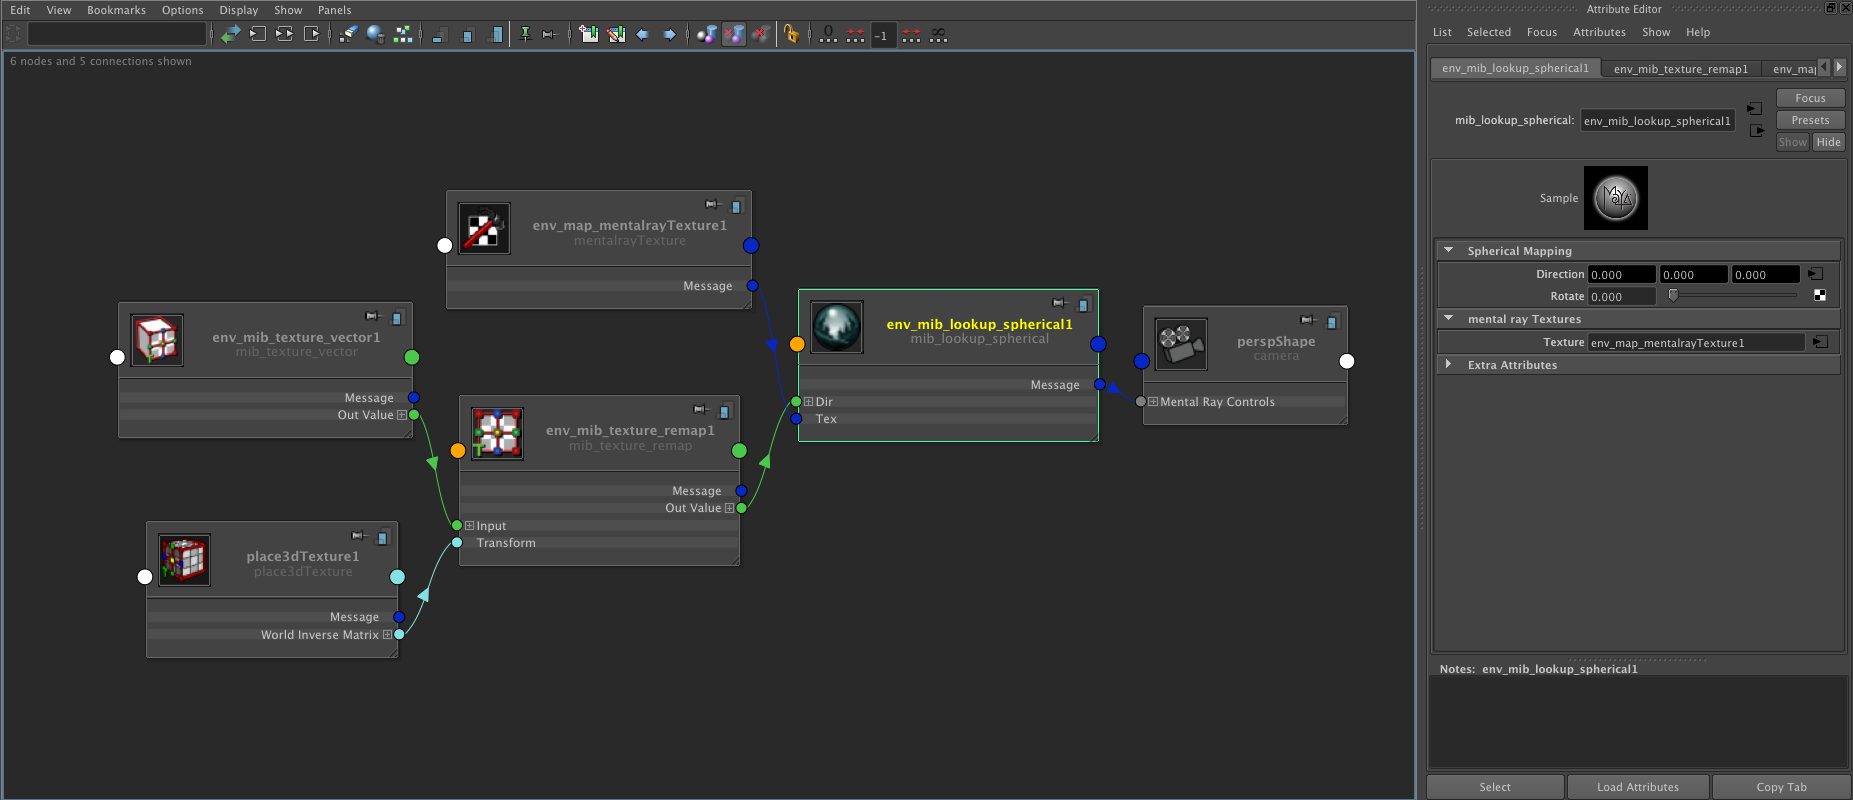 Edit View Bookmarks Options Display Show Panels
-1
6 nodes and 5 connections shown
env_map_mentalrayTexture1
mentalrayTexture
Message
env_mib_texture_vector1
mib_texture_vector
Message
Out Value
env_mib_texture_remap1
mib_texture_remap
Message
Out Value
Input
Transform
place3dTexture1
place3dTexture
Message
World Inverse Matrix
env_mib_lookup_spherical1
mib_lookup_spherical
Message
Dir
Tex
perspShape
camera
Mental Ray Controls
Attribute Editor
List Selected Focus Attributes Show Help
env_mib_lookup_spherical1 env_mib_texture_remap1
mib_lookup_spherical: env_mib_lookup_spherical1
Focus
Presets
Show Hide
Sample
MAYA
Spherical Mapping
Direction 0.000 0.000 0.000
Rotate 0.000
mental ray Textures
Texture env_map_mentalrayTexture1
Extra Attributes
Notes: env_mib_lookup_spherical1
Select Load Attributes Copy Tab